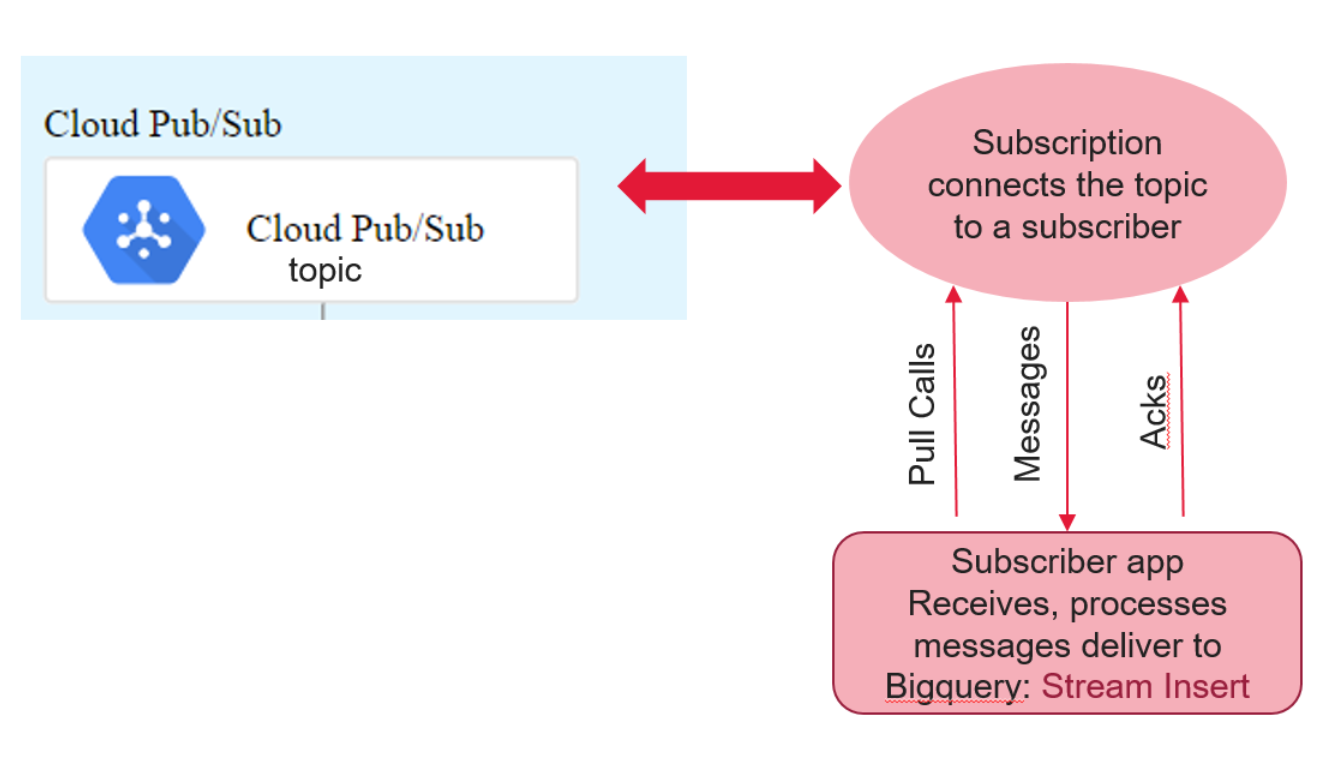 Cloud Pub/Sub
Cloud Pub/Sub
topic
Subscription
connects the topic
to a subscriber
Pull Calls
Messages
Acks
Subscriber app
Receives, processes
messages deliver to
Bigquery: Stream Insert